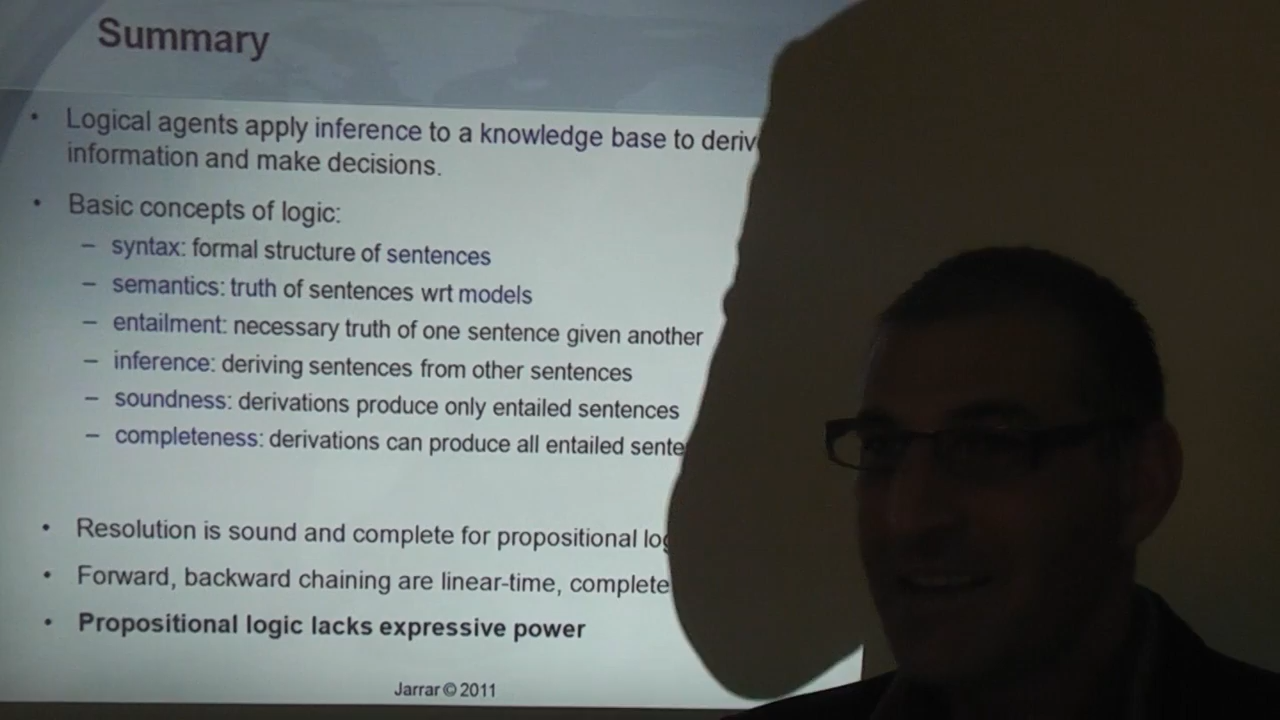 Summary
• Logical agents apply inference to a knowledge base to deriv
information and make decisions.
• Basic concepts of logic:
– syntax: formal structure of sentences
– semantics: truth of sentences wrt models
– entailment: necessary truth of one sentence given another
– inference: deriving sentences from other sentences
– soundness: derivations produce only entailed sentences
– completeness: derivations can produce all entailed sente
• Resolution is sound and complete for propositional log
• Forward, backward chaining are linear-time, complete
• Propositional logic lacks expressive power
Jarrar © 2011